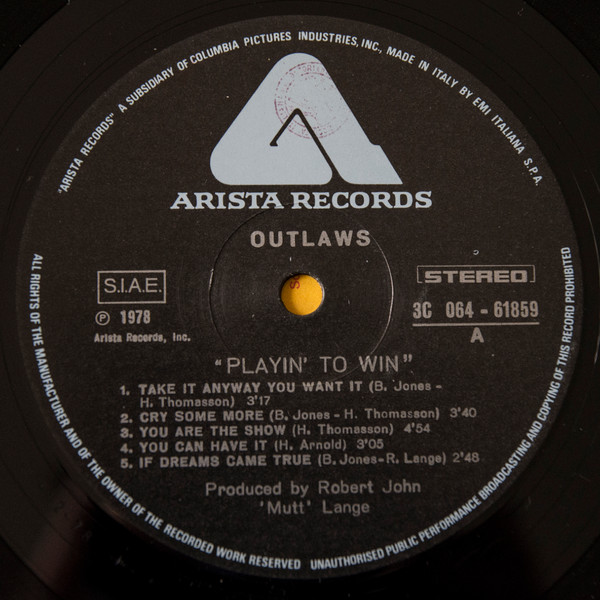 "ARISTA RECORDS" A SUBSIDIARY OF COLUMBIA PICTURES INDUSTRIES, INC., MADE IN ITALY BY EMI ITALIANA S.P.A.
ARISTA RECORDS
OUTLAWS
S.I.A.E.
STEREO
℗ 1978
3C 064 - 61859
Arista Records, Inc.
A
"PLAYIN' TO WIN"
1. TAKE IT ANYWAY YOU WANT IT (B. Jones -
H. Thomasson) 3'17
2. CRY SOME MORE (B. Jones - H. Thomasson) 3'40
3. YOU ARE THE SHOW (H. Thomasson) 4'54
4. YOU CAN HAVE IT (H. Arnold) 3'05
5. IF DREAMS CAME TRUE (B. Jones-R. Lange) 2'48
Produced by Robert John
'Mutt' Lange
ALL RIGHTS OF THE MANUFACTURER AND OF THE OWNER OF THE RECORDED WORK RESERVED UNAUTHORISED PUBLIC PERFORMANCE BROADCASTING AND COPYING OF THIS RECORD PROHIBITED